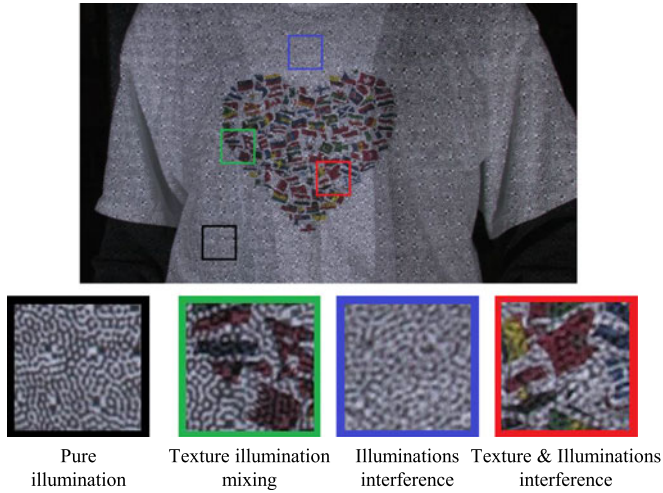 Pure
illumination
Texture illumination
mixing
Illuminations
interference
Texture & Illuminations
interference